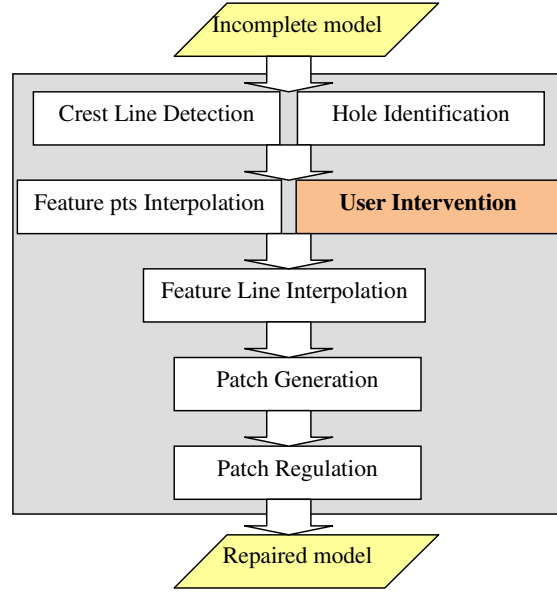 Incomplete model
Crest Line Detection
Hole Identification
Feature pts Interpolation
User Intervention
Feature Line Interpolation
Patch Generation
Patch Regulation
Repaired model